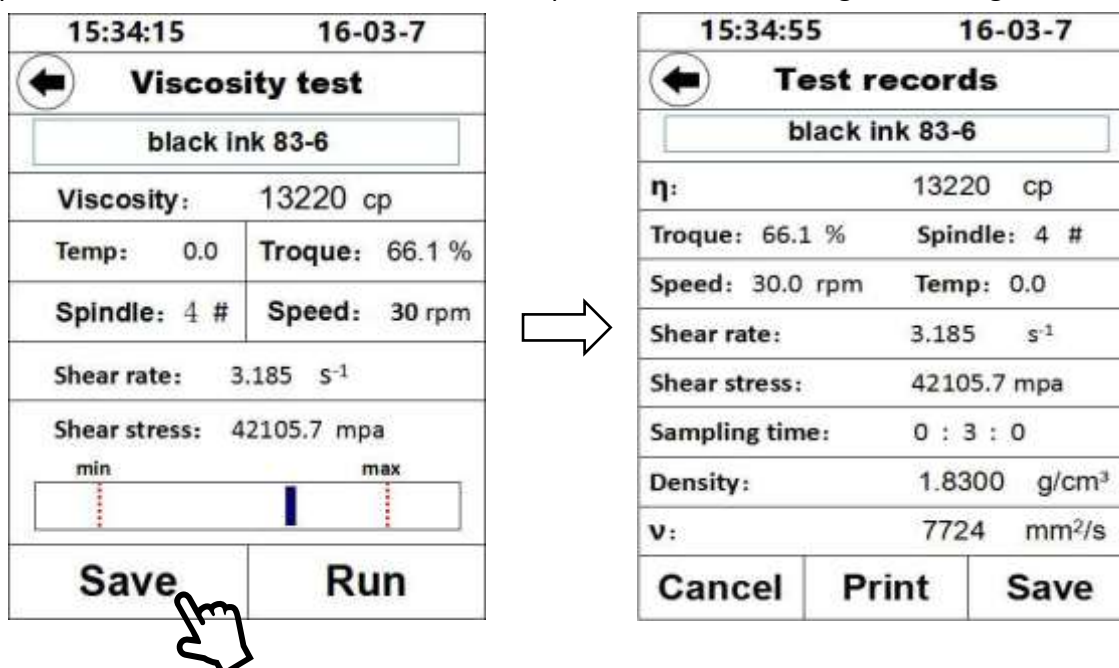 15:34:15 16-03-7
Viscosity test
black ink 83-6
Viscosity: 13220 cp
Temp: 0.0 Troque: 66.1 %
Spindle: 4 # Speed: 30 rpm
Shear rate: 3.185 s-1
Shear stress: 42105.7 mpa
min max
Save Run
15:34:55 16-03-7
Test records
black ink 83-6
η: 13220 cp
Troque: 66.1 % Spindle: 4 #
Speed: 30.0 rpm Temp: 0.0
Shear rate: 3.185 s-1
Shear stress: 42105.7 mpa
Sampling time: 0 : 3 : 0
Density: 1.8300 g/cm³
ν: 7724 mm²/s
Cancel Print Save